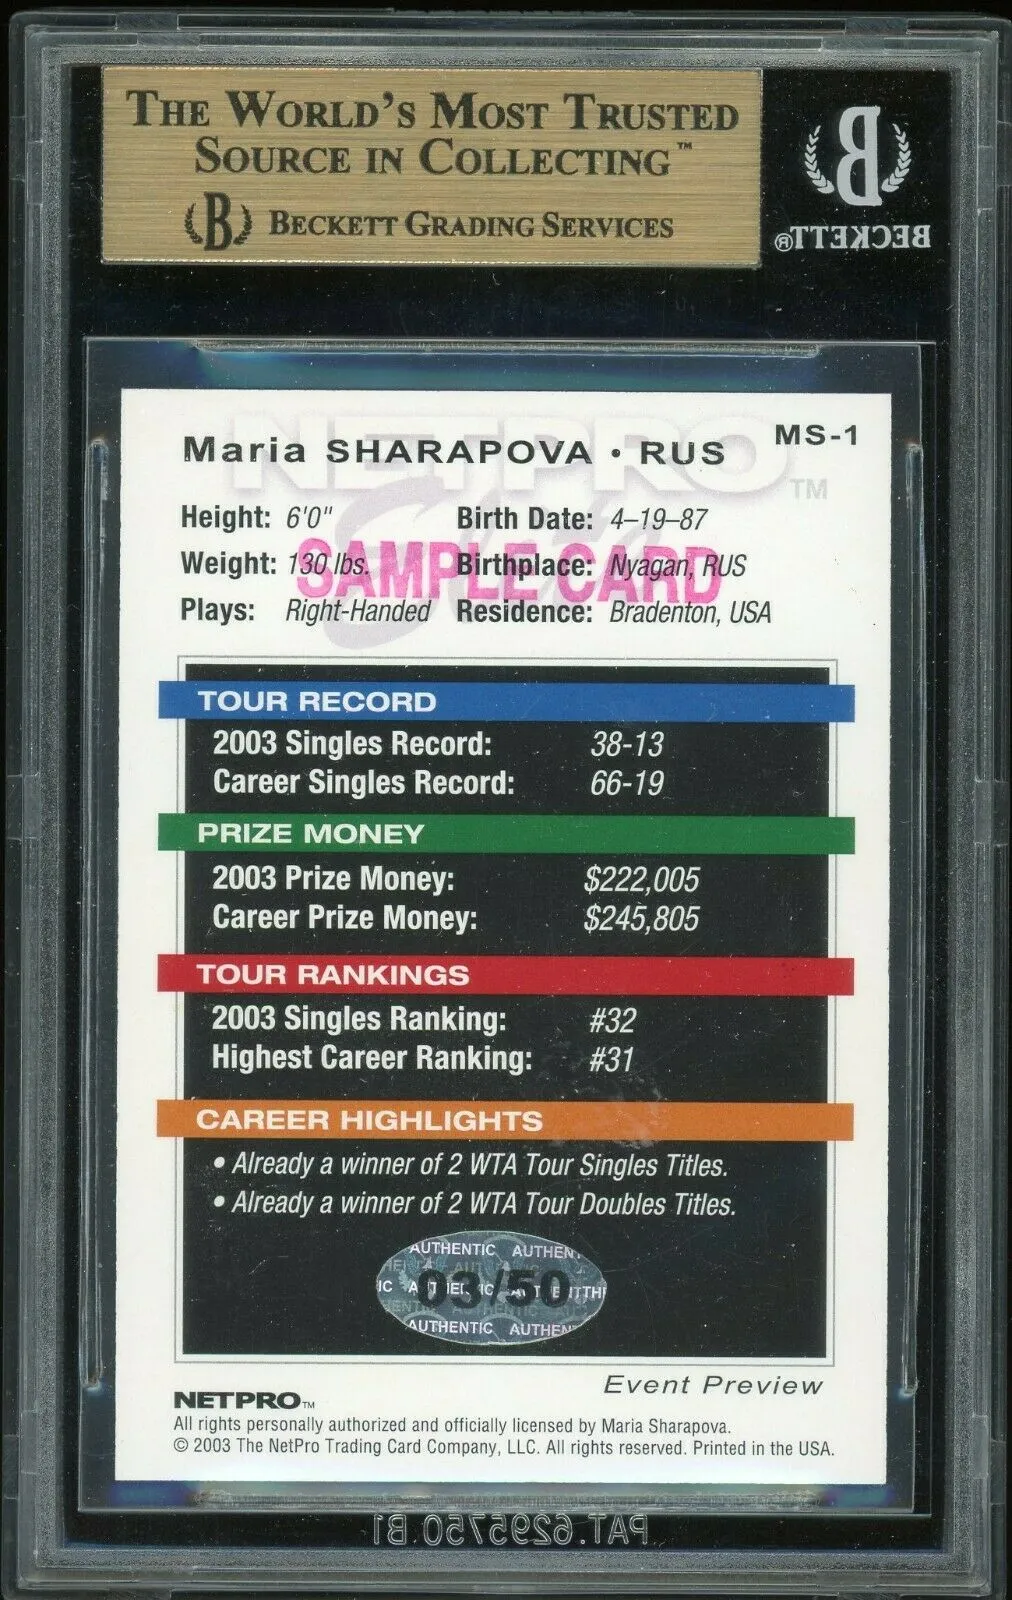 THE WORLD'S MOST TRUSTED
SOURCE IN COLLECTING™
B BECKETT GRADING SERVICES
B
BECKETT®
NETPRO™
Elite
Maria SHARAPOVA • RUS MS-1
Height: 6'0" Birth Date: 4–19–87
Weight: 130 lbs. Birthplace: Nyagan, RUS
SAMPLE CARD
Plays: Right-Handed Residence: Bradenton, USA
TOUR RECORD
2003 Singles Record: 38-13
Career Singles Record: 66-19
PRIZE MONEY
2003 Prize Money: $222,005
Career Prize Money: $245,805
TOUR RANKINGS
2003 Singles Ranking: #32
Highest Career Ranking: #31
CAREER HIGHLIGHTS
• Already a winner of 2 WTA Tour Singles Titles.
• Already a winner of 2 WTA Tour Doubles Titles.
AUTHENTIC AUTHEN
03/50
AUTHENTIC AUTHEN
Event Preview
NETPRO™
All rights personally authorized and officially licensed by Maria Sharapova.
© 2003 The NetPro Trading Card Company, LLC. All rights reserved. Printed in the USA.
PAT.6295750.B1